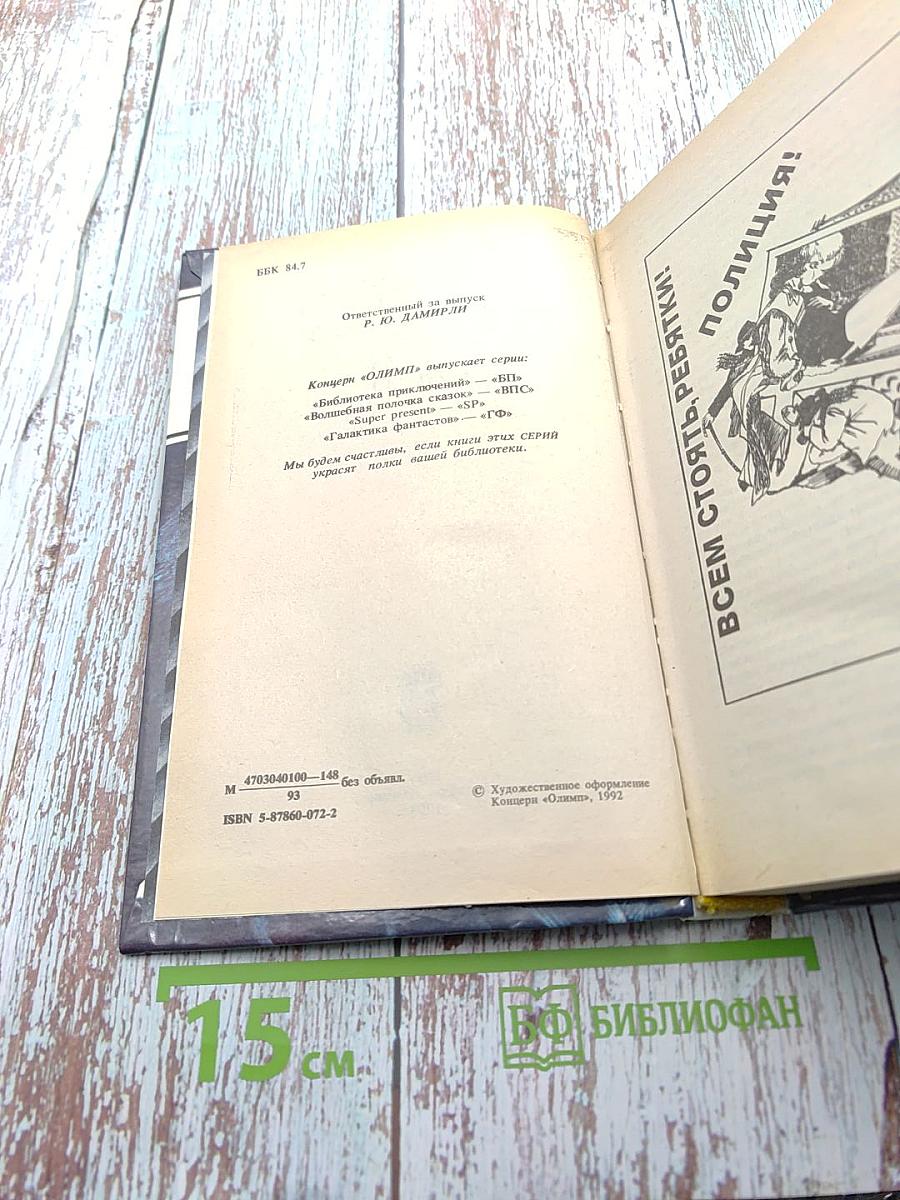 ББК 84.7
Ответственный за выпуск
Р. Ю. ДАМИРЛИ
Концерн «ОЛИМП» выпускает серии:
«Библиотека приключений» — «БП»
«Волшебная полочка сказок» — «ВПС»
«Super present» — «SP»
«Галактика фантастов» — «ГФ»
Мы будем счастливы, если книги этих СЕРИЙ
украсят полки вашей библиотеки.
М 4703040100—148 без объявл.
93
ISBN 5-87860-072-2
© Художественное оформление
Концерн «Олимп», 1992
ВСЕМ СТОЯТЬ, РЕБЯТКИ!
ПОЛИЦИЯ!
15 см
БФ БИБЛИОФАН